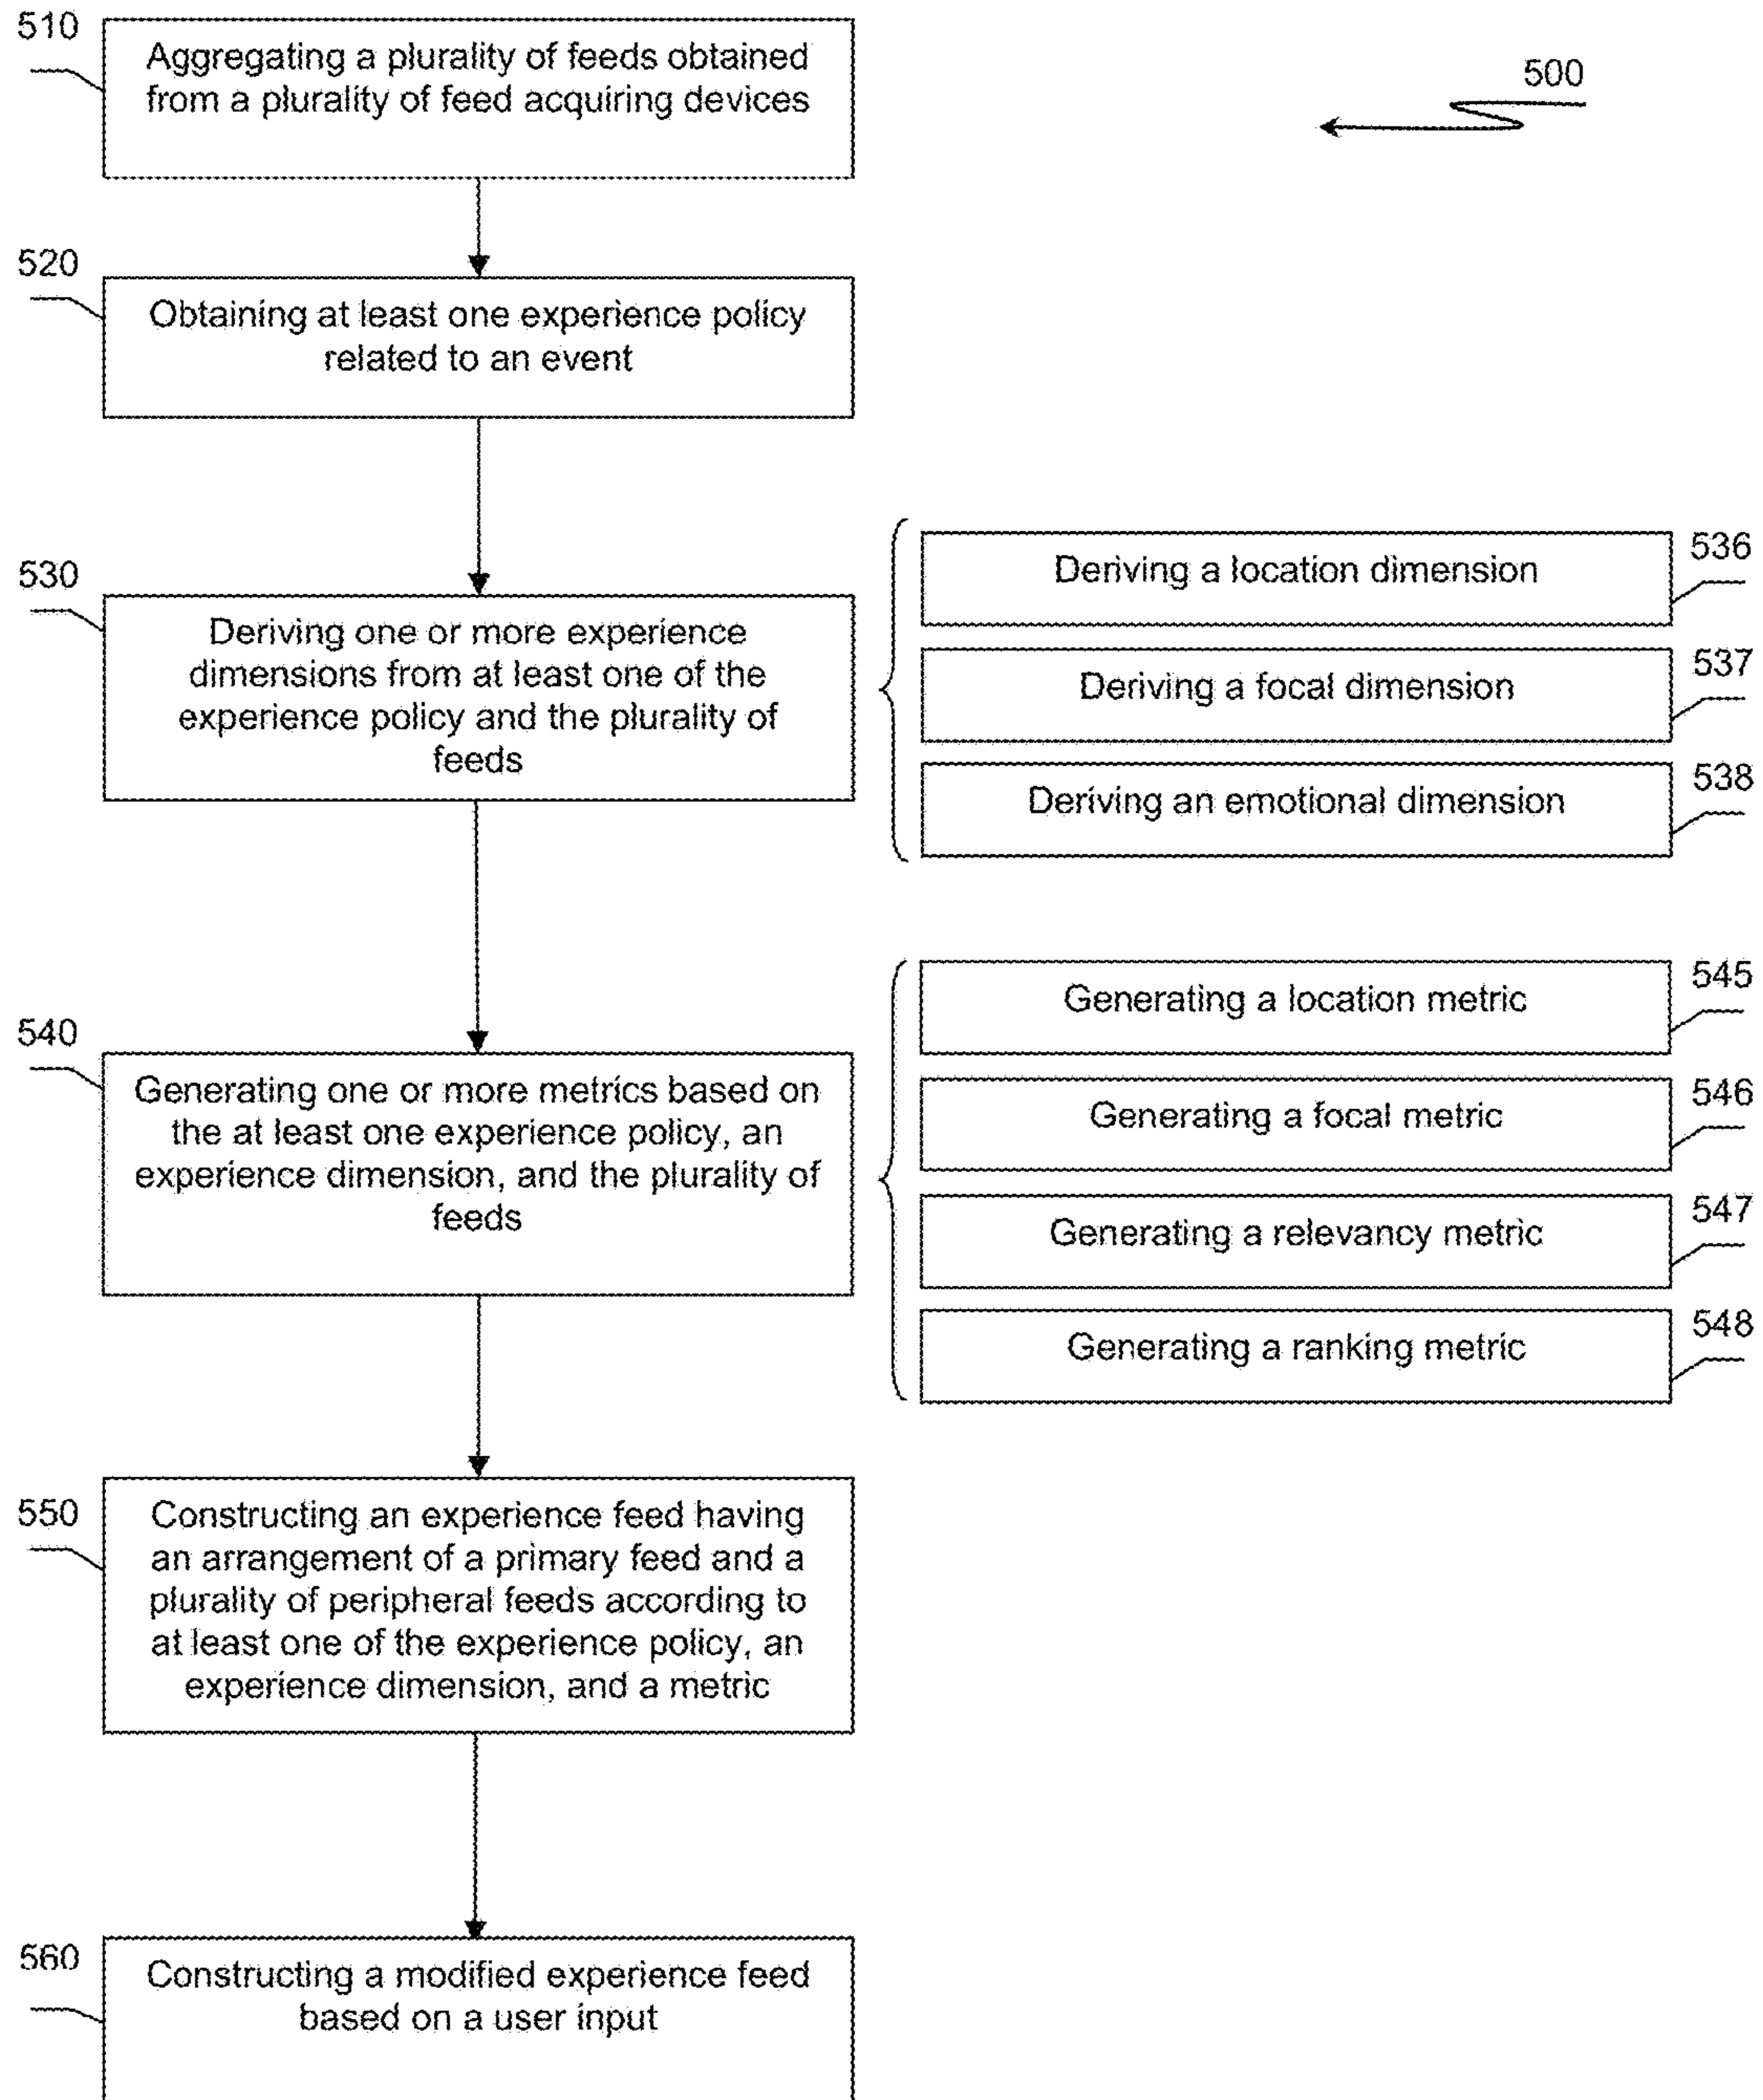 510
Aggregating a plurality of feeds obtained
from a plurality of feed acquiring devices
500
520
Obtaining at least one experience policy
related to an event
530
Deriving one or more experience
dimensions from at least one of the
experience policy and the plurality of
feeds
Deriving a location dimension
536
Deriving a focal dimension
537
Deriving an emotional dimension
538
540
Generating one or more metrics based on
the at least one experience policy, an
experience dimension, and the plurality of
feeds
Generating a location metric
545
Generating a focal metric
546
Generating a relevancy metric
547
Generating a ranking metric
548
550
Constructing an experience feed having
an arrangement of a primary feed and a
plurality of peripheral feeds according to
at least one of the experience policy, an
experience dimension, and a metric
560
Constructing a modified experience feed
based on a user input